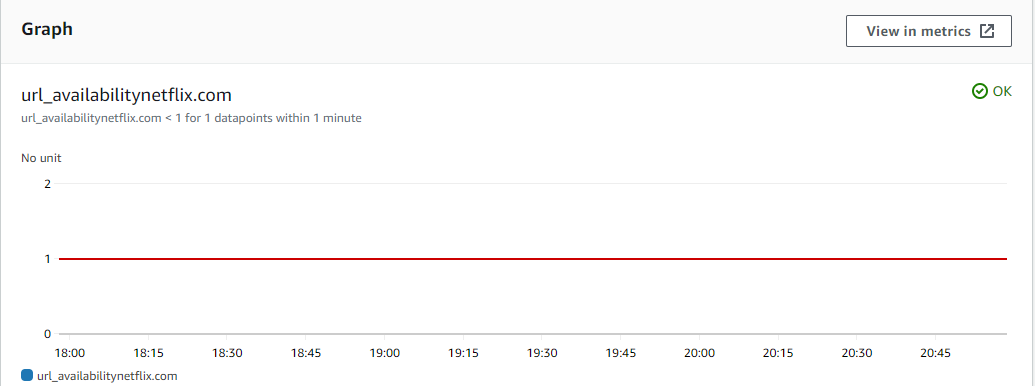 Graph
View in metrics
url_availabilitynetflix.com
OK
url_availabilitynetflix.com < 1 for 1 datapoints within 1 minute
No unit
2
1
0
18:00 18:15 18:30 18:45 19:00 19:15 19:30 19:45 20:00 20:15 20:30 20:45
url_availabilitynetflix.com